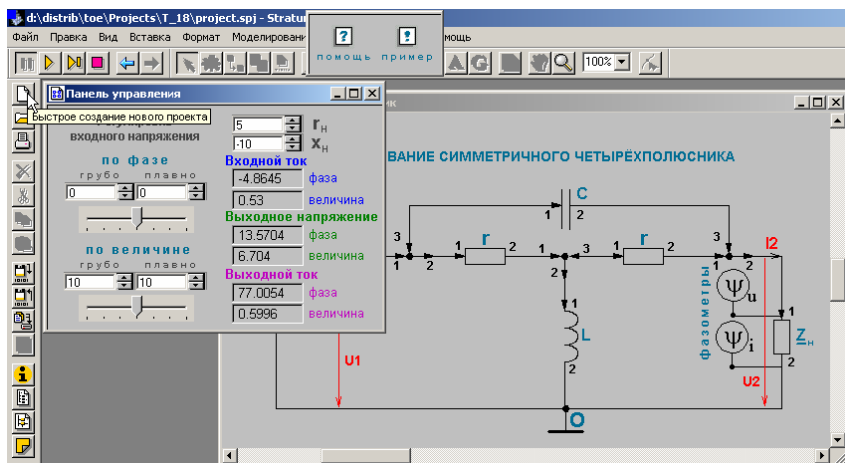 d:\distrib\toe\Projects\T_18\project.spj - Stratu
Файл Правка Вид Вставка Формат Моделировани
мощь
помощь пример
100%
Панель управления
Быстрое создание нового проекта
входного напряжения
по фазе
грубо плавно
0 0
по величине
грубо плавно
10 10
5 rн
-10 xн
Входной ток
-4.8645 фаза
0.53 величина
Выходное напряжение
13.5704 фаза
6.704 величина
Выходной ток
77.0054 фаза
0.5996 величина
ВАНИЕ СИММЕТРИЧНОГО ЧЕТЫРЁХПОЛЮСНИКА
C
1 2
3 1 r 2 1 3 1 r 2 3 I2
1 2 2 1 2
фазометры
Ψu
Ψi
1
L
2
1
Zн
2
U1
U2
O